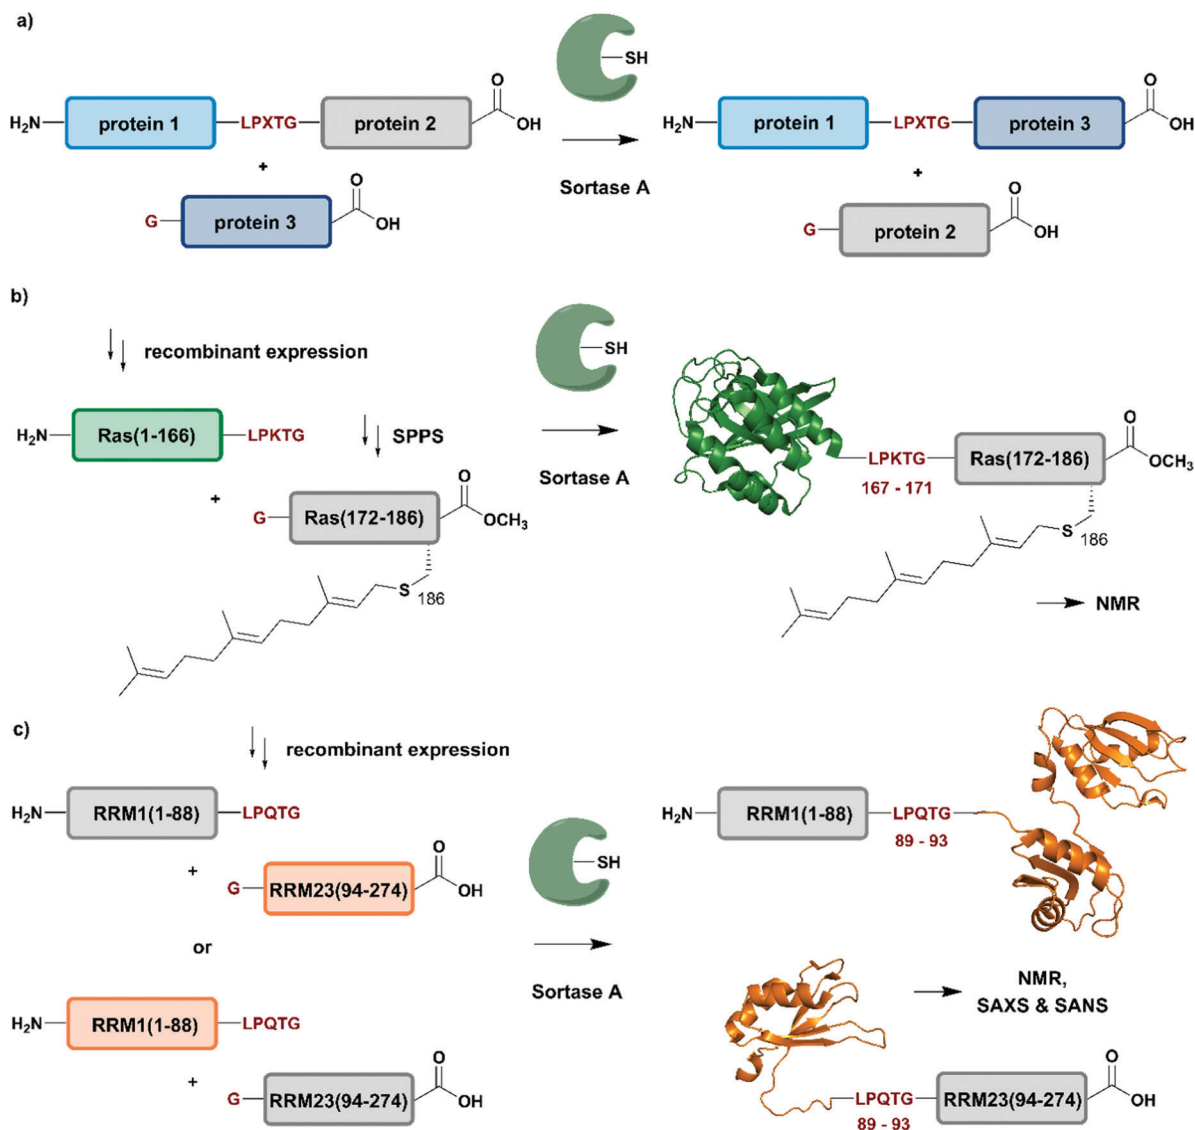 a)
SH
H₂N
protein 1
LPXTG
protein 2
O
OH
+
G
protein 3
O
OH
Sortase A
H₂N
protein 1
LPXTG
protein 3
O
OH
+
G
protein 2
O
OH
b)
recombinant expression
H₂N
Ras(1-166)
LPKTG
SPPS
+
G
Ras(172-186)
O
OCH₃
S
186
SH
Sortase A
LPKTG
167 - 171
Ras(172-186)
O
OCH₃
S
186
NMR
c)
recombinant expression
H₂N
RRM1(1-88)
LPQTG
+
G
RRM23(94-274)
O
OH
or
H₂N
RRM1(1-88)
LPQTG
+
G
RRM23(94-274)
O
OH
SH
Sortase A
H₂N
RRM1(1-88)
LPQTG
89 - 93
NMR,
SAXS & SANS
LPQTG
89 - 93
RRM23(94-274)
O
OH